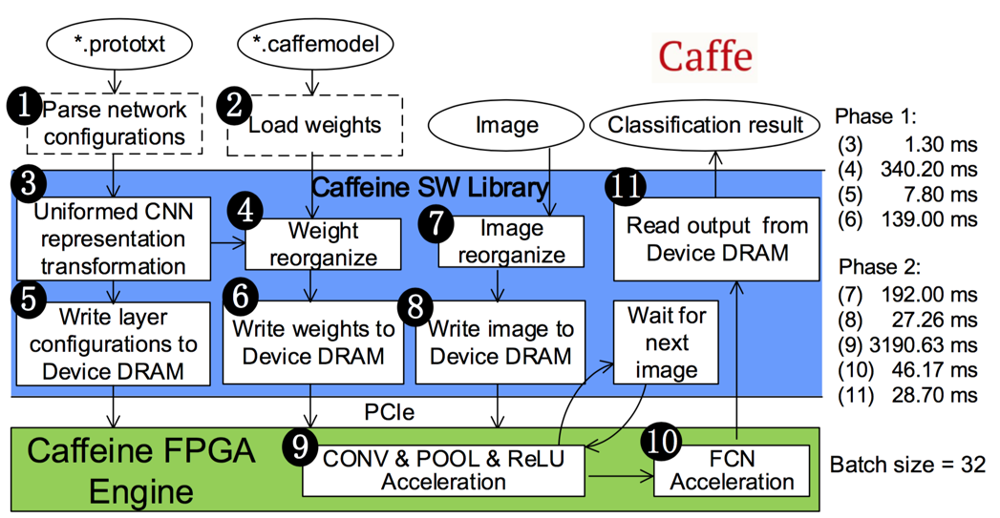 *.prototxt
*.caffemodel
Caffe
1
Parse network
configurations
2
Load weights
Image
Classification result
Caffeine SW Library
3
Uniformed CNN
representation
transformation
4
Weight
reorganize
7
Image
reorganize
11
Read output from
Device DRAM
5
Write layer
configurations to
Device DRAM
6
Write weights to
Device DRAM
8
Write image to
Device DRAM
Wait for
next
image
PCIe
Caffeine FPGA
Engine
9
CONV & POOL & ReLU
Acceleration
10
FCN
Acceleration
Phase 1:
(3) 1.30 ms
(4) 340.20 ms
(5) 7.80 ms
(6) 139.00 ms
Phase 2:
(7) 192.00 ms
(8) 27.26 ms
(9) 3190.63 ms
(10) 46.17 ms
(11) 28.70 ms
Batch size = 32